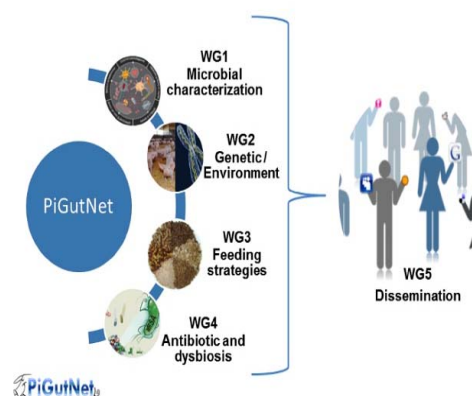 WG1
Microbial
characterization
WG2
Genetic /
Environment
PiGutNet
WG3
Feeding
strategies
WG4
Antibiotic and
dysbiosis
WG5
Dissemination
PiGutNet